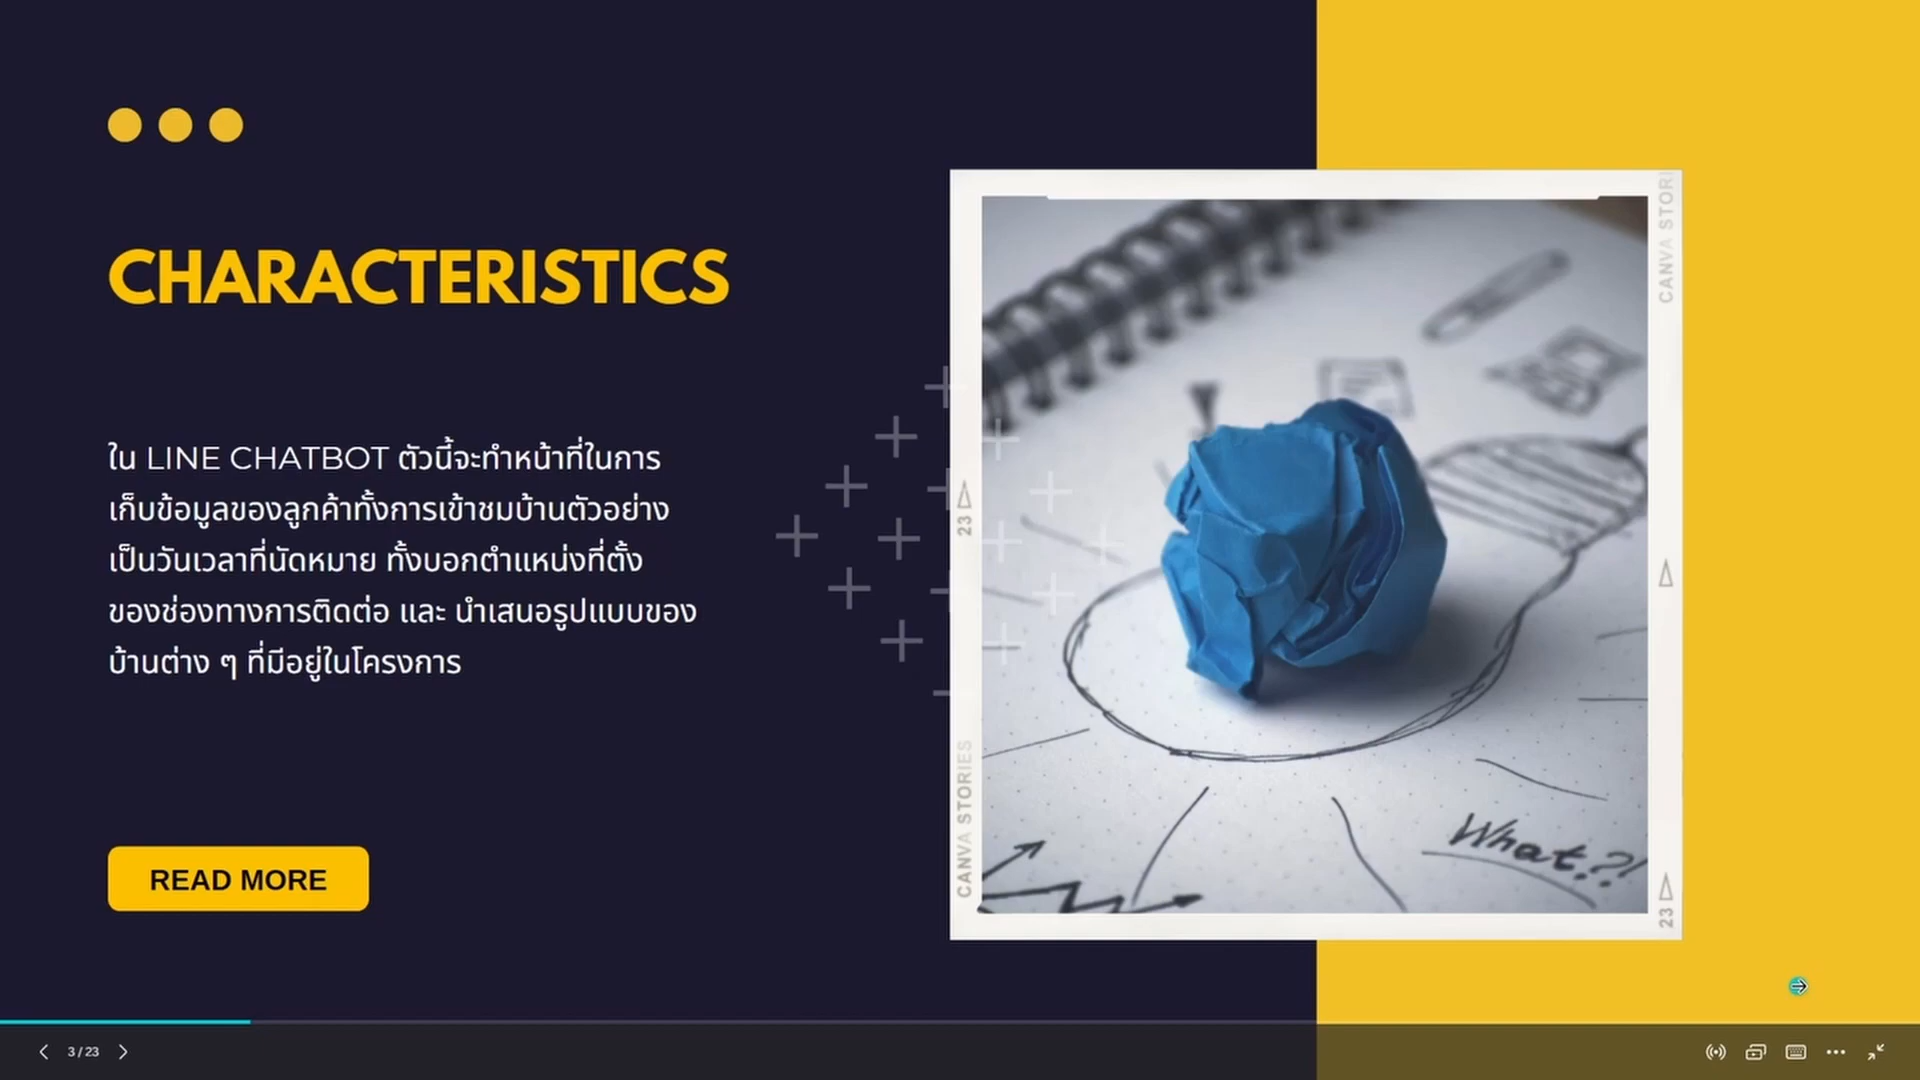 CHARACTERISTICS
ใน LINE CHATBOT ตัวนี้จะทำหน้าที่ในการ
เก็บข้อมูลของลูกค้าทั้งการเข้าชมบ้านตัวอย่าง
เป็นวันเวลาที่นัดหมาย ทั้งบอกตำแหน่งที่ตั้ง
ของช่องทางการติดต่อ และ นำเสนอรูปแบบของ
บ้านต่าง ๆ ที่มีอยู่ในโครงการ
READ MORE
23
CANVA STORIES
CANVA STORI
What??!
23
3 / 23